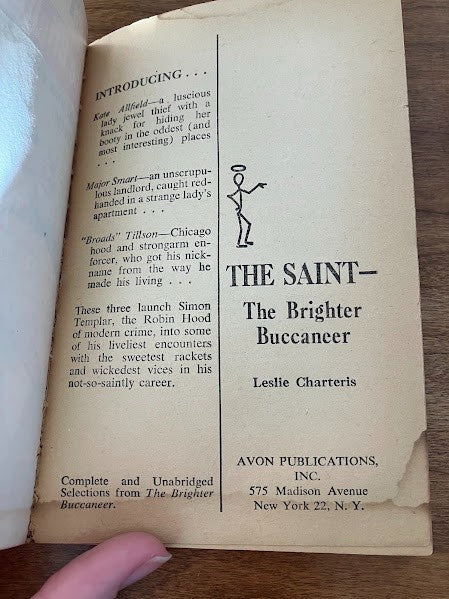 INTRODUCING . . .
Kate Allfield—a luscious
lady jewel thief with a
knack for hiding her
booty in the oddest (and
most interesting) places
. . .
Major Smart—an unscrupu-
lous landlord, caught red-
handed in a strange lady's
apartment . . .
"Broads" Tillson—Chicago
hood and strongarm en-
forcer, who got his nick-
name from the way he
made his living . . .
These three launch Simon
Templar, the Robin Hood
of modern crime, into some
of his liveliest encounters
with the sweetest rackets
and wickedest vices in his
not-so-saintly career.
Complete and Unabridged
Selections from The Brighter
Buccaneer.
THE SAINT—
The Brighter
Buccaneer
Leslie Charteris
AVON PUBLICATIONS,
INC.
575 Madison Avenue
New York 22, N. Y.